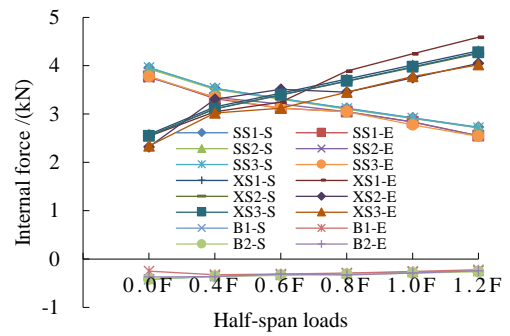 5
4
3
2
1
0
-1
Internal force /(kN)
SS1-S SS1-E
SS2-S SS2-E
SS3-S SS3-E
XS1-S XS1-E
XS2-S XS2-E
XS3-S XS3-E
B1-S B1-E
B2-S B2-E
0.0F 0.4F 0.6F 0.8F 1.0F 1.2F
Half-span loads